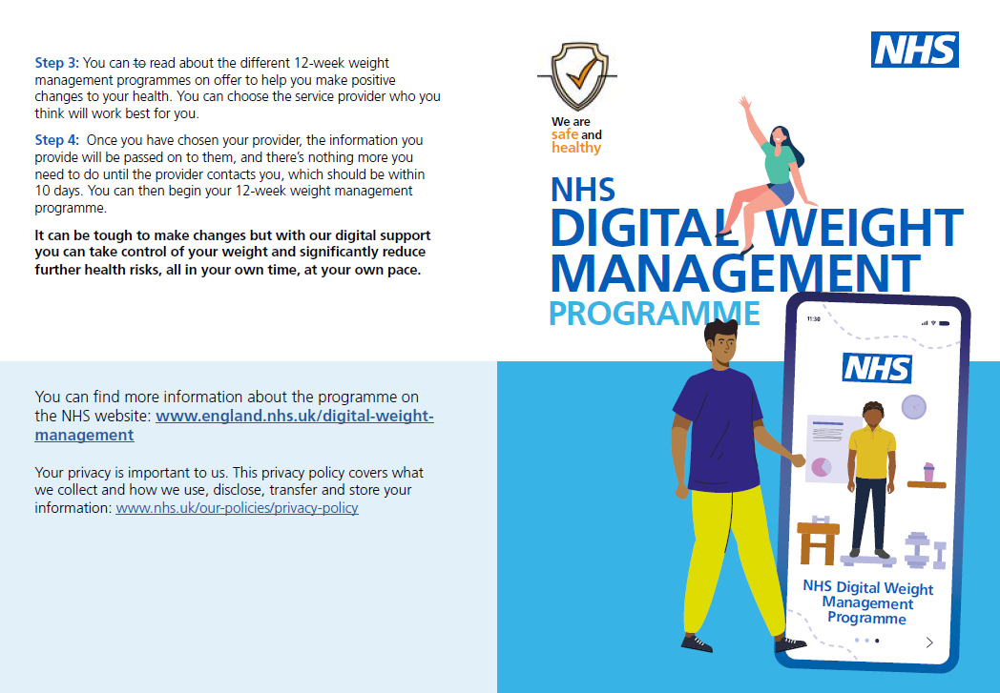 Step 3: You can to read about the different 12-week weight
management programmes on offer to help you make positive
changes to your health. You can choose the service provider who you
think will work best for you.
Step 4: Once you have chosen your provider, the information you
provide will be passed on to them, and there's nothing more you
need to do until the provider contacts you, which should be within
10 days. You can then begin your 12-week weight management
programme.
It can be tough to make changes but with our digital support
you can take control of your weight and significantly reduce
further health risks, all in your own time, at your own pace.
You can find more information about the programme on
the NHS website: www.england.nhs.uk/digital-weight-
management
Your privacy is important to us. This privacy policy covers what
we collect and how we use, disclose, transfer and store your
information: www.nhs.uk/our-policies/privacy-policy
NHS
We are
safe and
healthy
NHS
DIGITAL WEIGHT
MANAGEMENT
PROGRAMME
11:30
NHS
NHS Digital Weight
Management
Programme